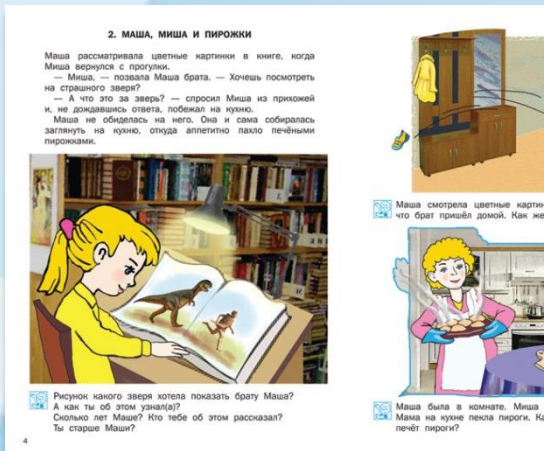 2. МАША, МИША И ПИРОЖКИ
Маша рассматривала цветные картинки в книге, когда
Миша вернулся с прогулки.
— Миша, — позвала Маша брата. — Хочешь посмотреть
на страшного зверя?
— А что это за зверь? — спросил Миша из прихожей
и, не дождавшись ответа, побежал на кухню.
Маша не обиделась на него. Она и сама собиралась
заглянуть на кухню, откуда аппетитно пахло печёными
пирожками.
Рисунок какого зверя хотела показать брату Маша?
А как ты об этом узнал(а)?
Сколько лет Маше? Кто тебе об этом рассказал?
Ты старше Маши?
4
Маша смотрела цветные
что брат пришёл домой. Как
Маша была в комнате. Миша
Мама на кухне пекла пироги.
печёт пироги?